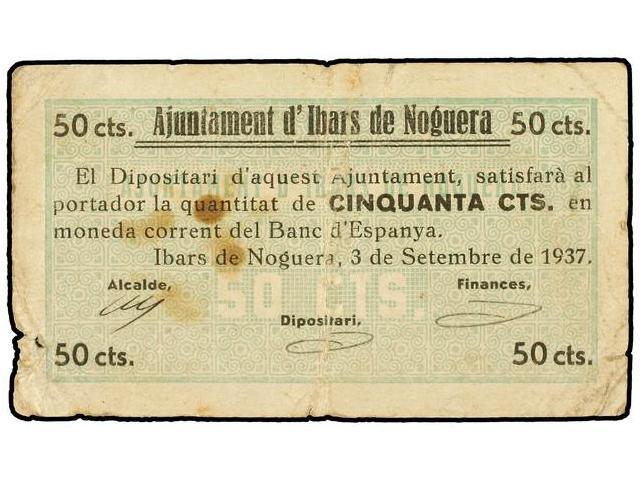 50 cts. Ajuntament d'Ibars de Noguera 50 cts.
El Dipositari d'aquest Ajuntament, satisfarà al
portador la quantitat de CINQUANTA CTS. en
moneda corrent del Banc d'Espanya.
Ibars de Noguera, 3 de Setembre de 1937.
Alcalde, Finances,
50 CTS.
Dipositari,
50 cts. 50 cts.